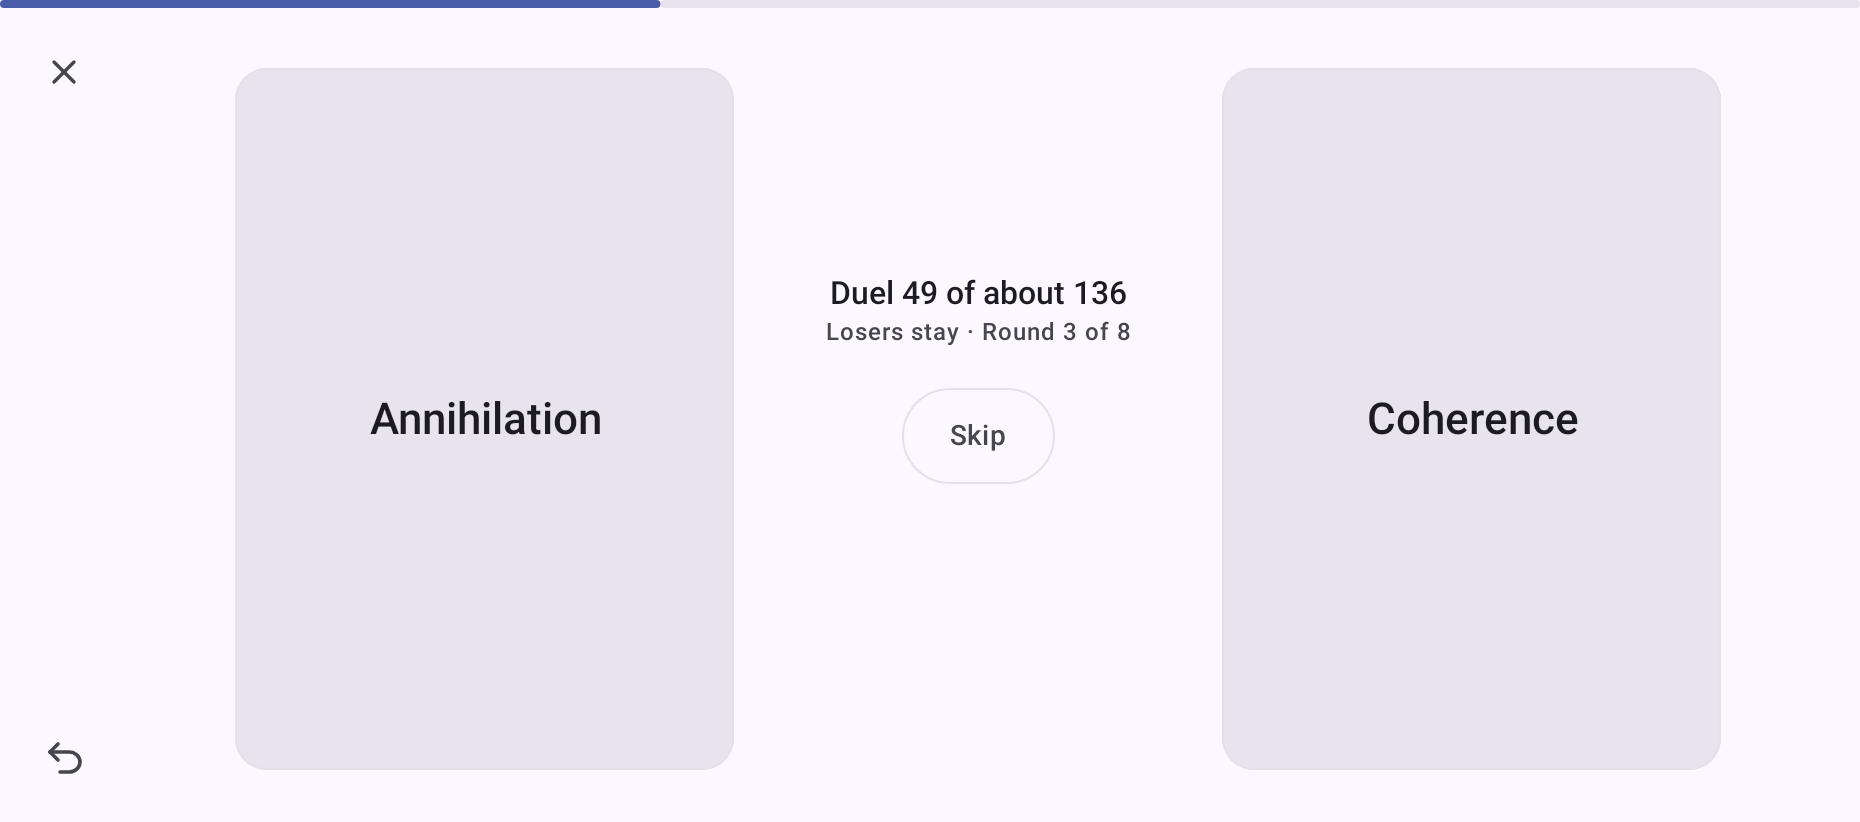 Annihilation
Duel 49 of about 136
Losers stay · Round 3 of 8
Skip
Coherence